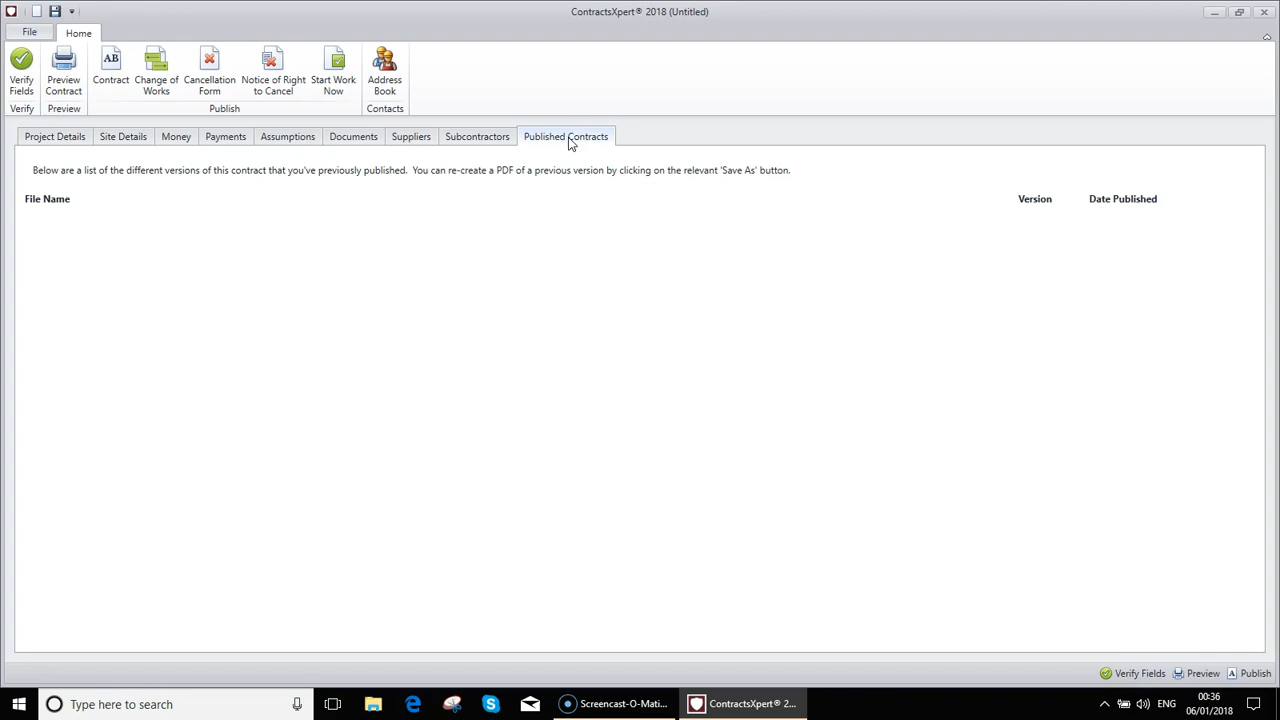 ContractsXpert® 2018 (Untitled)
File
Home
Verify Fields
Preview Contract
AB
Contract
Change of Works
Cancellation Form
Notice of Right to Cancel
Start Work Now
Address Book
Verify
Preview
Publish
Contacts
Project Details
Site Details
Money
Payments
Assumptions
Documents
Suppliers
Subcontractors
Published Contracts
Below are a list of the different versions of this contract that you've previously published. You can re-create a PDF of a previous version by clicking on the relevant 'Save As' button.
File Name
Version
Date Published
Verify Fields
Preview
A
Publish
Type here to search
Screencast-O-Mati...
ContractsXpert® 2...
ENG
00:36
06/01/2018